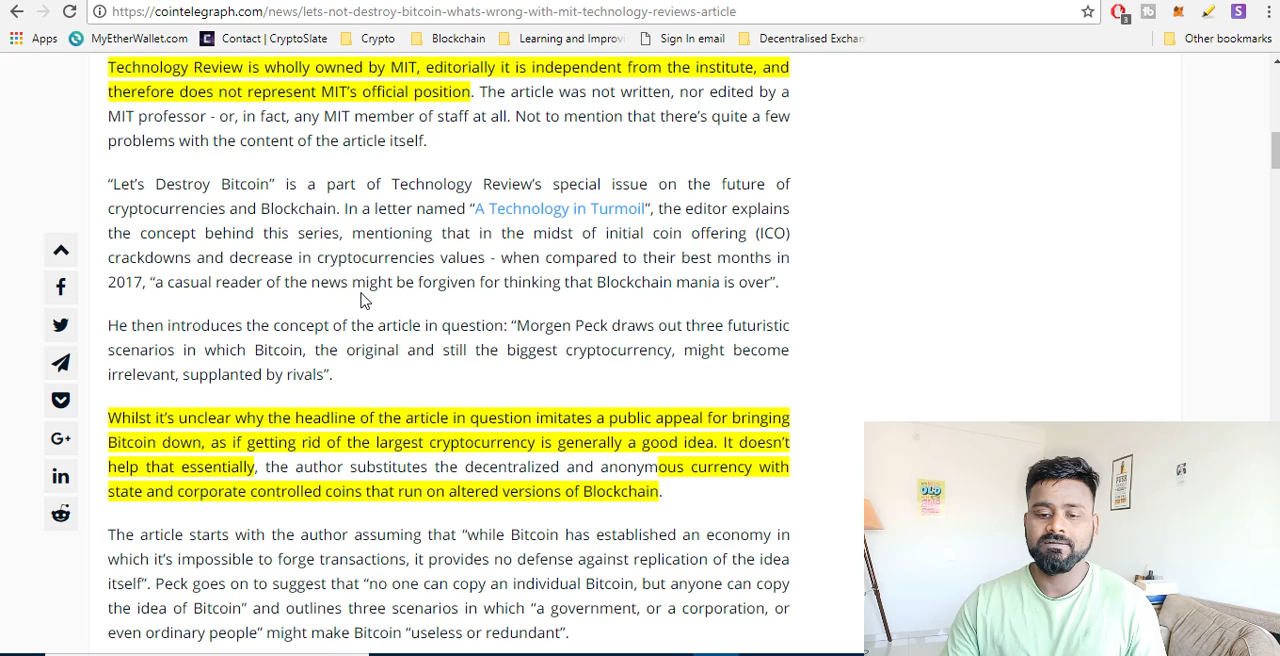 https://cointelegraph.com/news/lets-not-destroy-bitcoin-whats-wrong-with-mit-technology-reviews-article
3
tb
S
Apps
MyEtherWallet.com
Contact | CryptoSlate
Crypto
Blockchain
Learning and Improvi
Sign In email
Decentralised Exchan
Other bookmarks
Technology Review is wholly owned by MIT, editorially it is independent from the institute, and
therefore does not represent MIT's official position. The article was not written, nor edited by a
MIT professor - or, in fact, any MIT member of staff at all. Not to mention that there's quite a few
problems with the content of the article itself.
“Let's Destroy Bitcoin” is a part of Technology Review's special issue on the future of
cryptocurrencies and Blockchain. In a letter named “A Technology in Turmoil”, the editor explains
the concept behind this series, mentioning that in the midst of initial coin offering (ICO)
crackdowns and decrease in cryptocurrencies values - when compared to their best months in
2017, “a casual reader of the news might be forgiven for thinking that Blockchain mania is over”.
He then introduces the concept of the article in question: “Morgen Peck draws out three futuristic
scenarios in which Bitcoin, the original and still the biggest cryptocurrency, might become
irrelevant, supplanted by rivals”.
Whilst it's unclear why the headline of the article in question imitates a public appeal for bringing
Bitcoin down, as if getting rid of the largest cryptocurrency is generally a good idea. It doesn't
help that essentially, the author substitutes the decentralized and anonymous currency with
state and corporate controlled coins that run on altered versions of Blockchain.
The article starts with the author assuming that “while Bitcoin has established an economy in
which it's impossible to forge transactions, it provides no defense against replication of the idea
itself”. Peck goes on to suggest that “no one can copy an individual Bitcoin, but anyone can copy
the idea of Bitcoin” and outlines three scenarios in which “a government, or a corporation, or
even ordinary people” might make Bitcoin “useless or redundant”.
G+
in